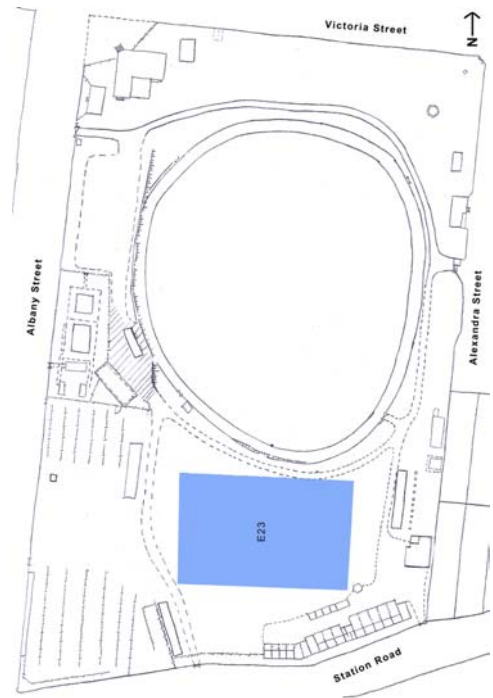 Victoria Street
N
Albany Street
Alexandra Street
E23
Station Road